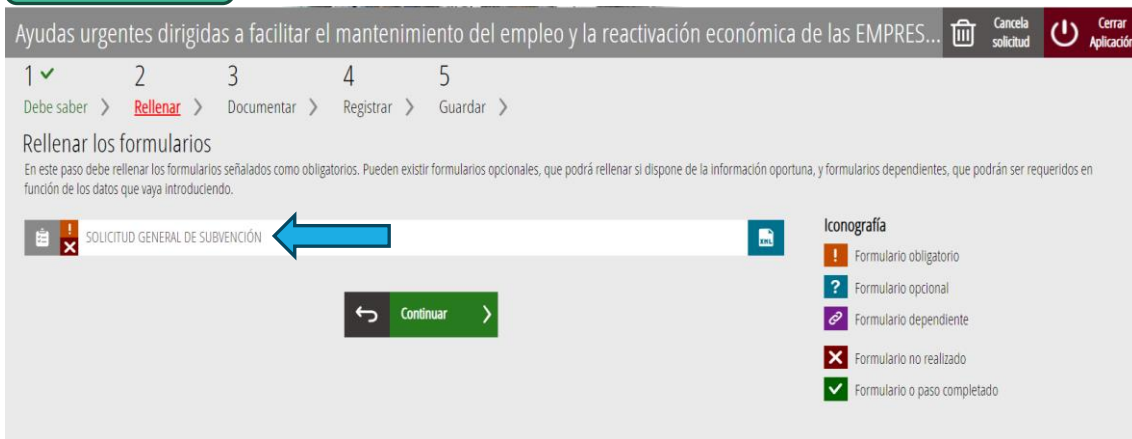 Ayudas urgentes dirigidas a facilitar el mantenimiento del empleo y la reactivación económica de las EMPRES...
Cancela
solicitud
Cerrar
Aplicación
1 2 3 4 5
Debe saber > Rellenar > Documentar > Registrar > Guardar >
Rellenar los formularios
En este paso debe rellenar los formularios señalados como obligatorios. Pueden existir formularios opcionales, que podrá rellenar si dispone de la información oportuna, y formularios dependientes, que podrán ser requeridos en
función de los datos que vaya introduciendo.
! SOLICITUD GENERAL DE SUBVENCIÓN
XML
Continuar
Iconografía
! Formulario obligatorio
? Formulario opcional
Formulario dependiente
Formulario no realizado
Formulario o paso completado